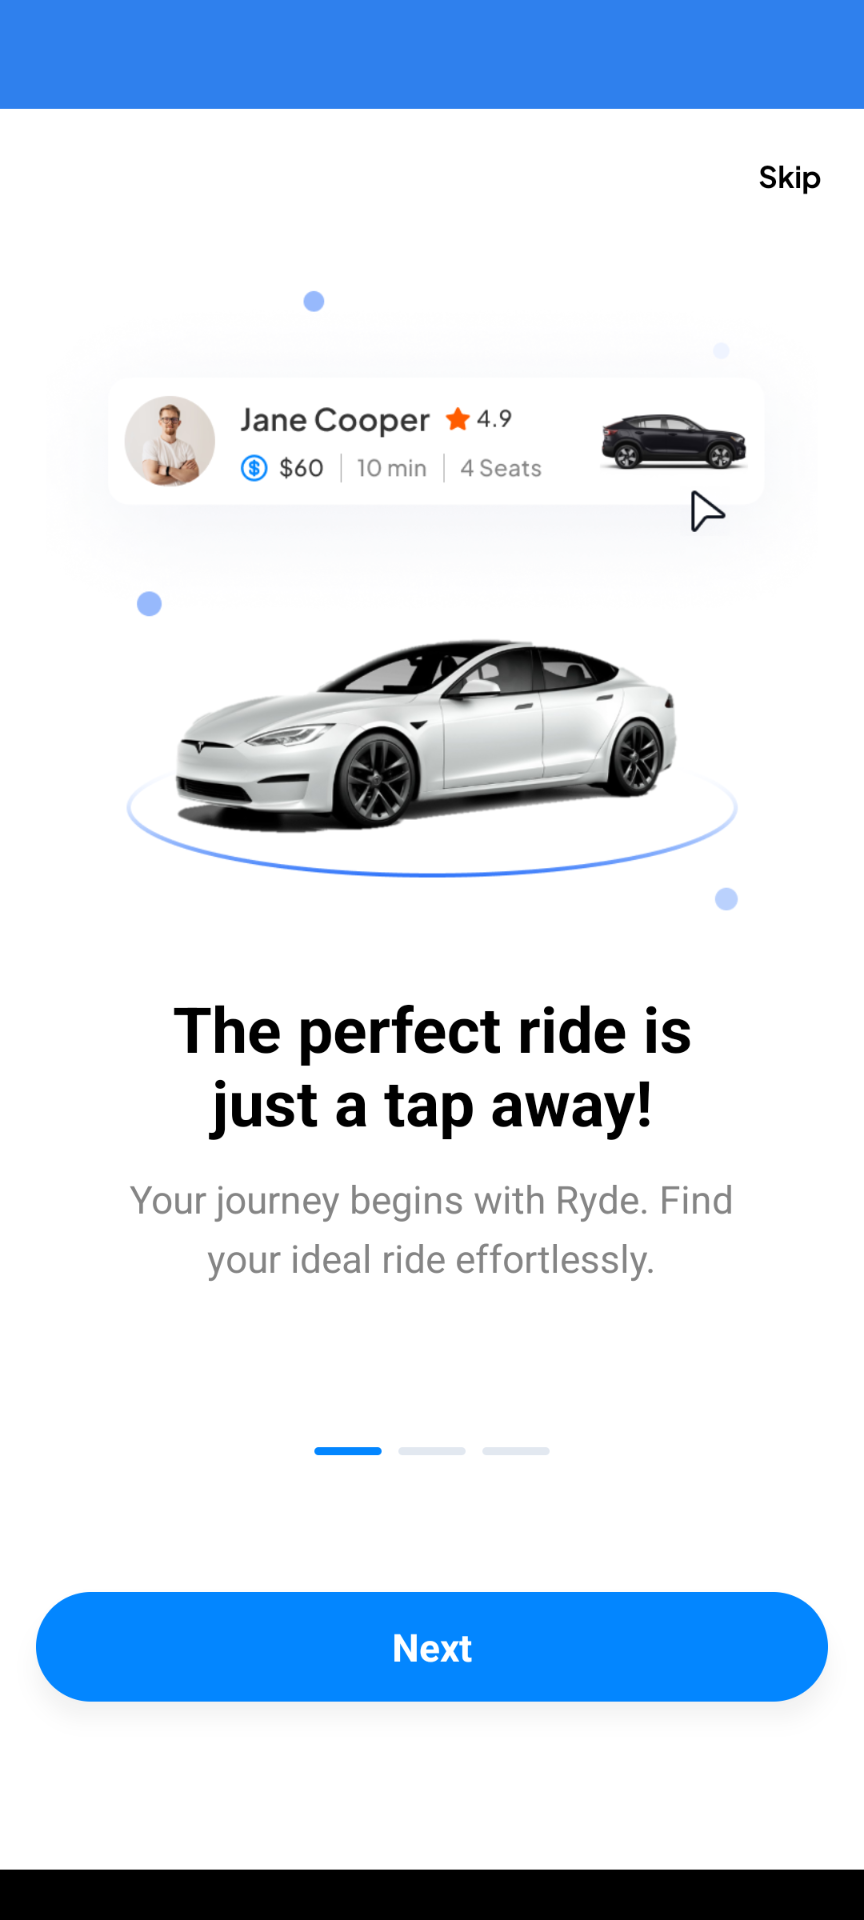 Skip
Jane Cooper 4.9
$60 10 min 4 Seats
The perfect ride is
just a tap away!
Your journey begins with Ryde. Find
your ideal ride effortlessly.
Next